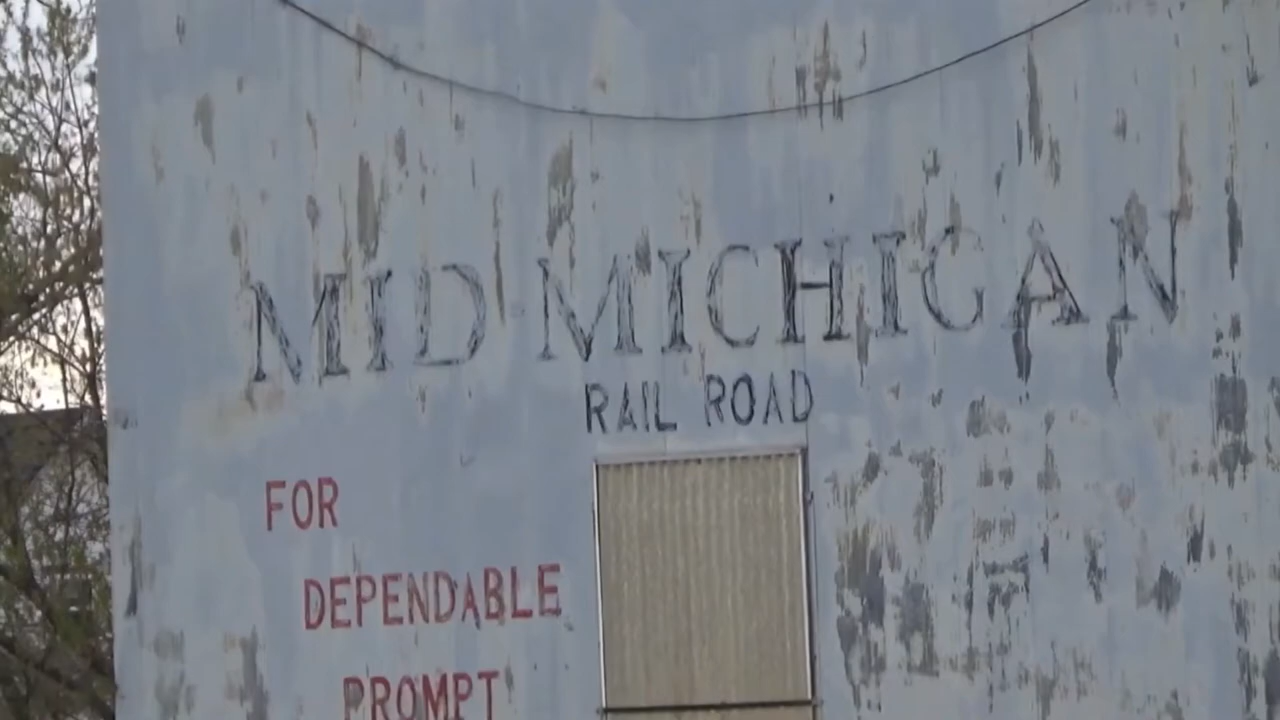 MID-MICHIGAN
RAIL ROAD
FOR
DEPENDABLE
PROMPT